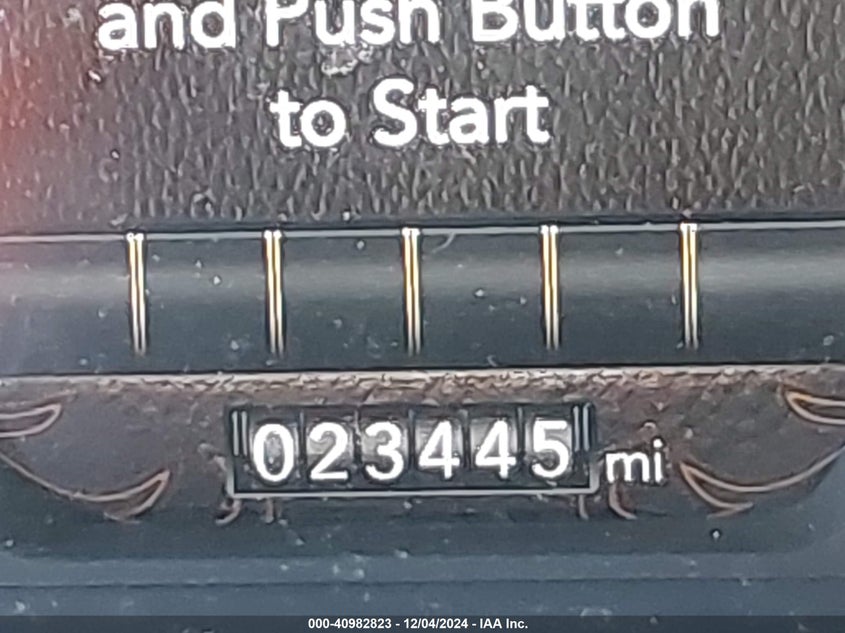 and Push Button
to Start
023445 mi
000-40982823 - 12/04/2024 - IAA Inc.